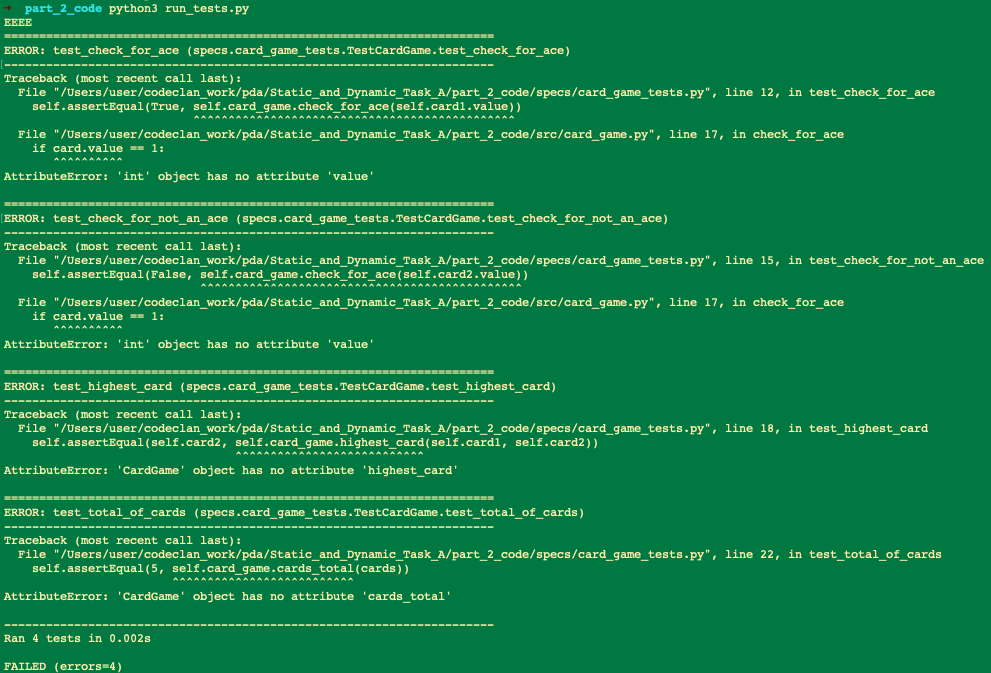 ➜ part_2_code python3 run_tests.py
EEEE
======================================================================
ERROR: test_check_for_ace (specs.card_game_tests.TestCardGame.test_check_for_ace)
----------------------------------------------------------------------
Traceback (most recent call last):
  File "/Users/user/codeclan_work/pda/Static_and_Dynamic_Task_A/part_2_code/specs/card_game_tests.py", line 12, in test_check_for_ace
    self.assertEqual(True, self.card_game.check_for_ace(self.card1.value))
                           ^^^^^^^^^^^^^^^^^^^^^^^^^^^^^^^^^^^^^^^^^^^^^^
  File "/Users/user/codeclan_work/pda/Static_and_Dynamic_Task_A/part_2_code/src/card_game.py", line 17, in check_for_ace
    if card.value == 1:
       ^^^^^^^^^^
AttributeError: 'int' object has no attribute 'value'
======================================================================
ERROR: test_check_for_not_an_ace (specs.card_game_tests.TestCardGame.test_check_for_not_an_ace)
----------------------------------------------------------------------
Traceback (most recent call last):
  File "/Users/user/codeclan_work/pda/Static_and_Dynamic_Task_A/part_2_code/specs/card_game_tests.py", line 15, in test_check_for_not_an_ace
    self.assertEqual(False, self.card_game.check_for_ace(self.card2.value))
                            ^^^^^^^^^^^^^^^^^^^^^^^^^^^^^^^^^^^^^^^^^^^^^^
  File "/Users/user/codeclan_work/pda/Static_and_Dynamic_Task_A/part_2_code/src/card_game.py", line 17, in check_for_ace
    if card.value == 1:
       ^^^^^^^^^^
AttributeError: 'int' object has no attribute 'value'
======================================================================
ERROR: test_highest_card (specs.card_game_tests.TestCardGame.test_highest_card)
----------------------------------------------------------------------
Traceback (most recent call last):
  File "/Users/user/codeclan_work/pda/Static_and_Dynamic_Task_A/part_2_code/specs/card_game_tests.py", line 18, in test_highest_card
    self.assertEqual(self.card2, self.card_game.highest_card(self.card1, self.card2))
                                 ^^^^^^^^^^^^^^^^^^^^^^^^^^^
AttributeError: 'CardGame' object has no attribute 'highest_card'
======================================================================
ERROR: test_total_of_cards (specs.card_game_tests.TestCardGame.test_total_of_cards)
----------------------------------------------------------------------
Traceback (most recent call last):
  File "/Users/user/codeclan_work/pda/Static_and_Dynamic_Task_A/part_2_code/specs/card_game_tests.py", line 22, in test_total_of_cards
    self.assertEqual(5, self.card_game.cards_total(cards))
                        ^^^^^^^^^^^^^^^^^^^^^^^^^^
AttributeError: 'CardGame' object has no attribute 'cards_total'
----------------------------------------------------------------------
Ran 4 tests in 0.002s
FAILED (errors=4)